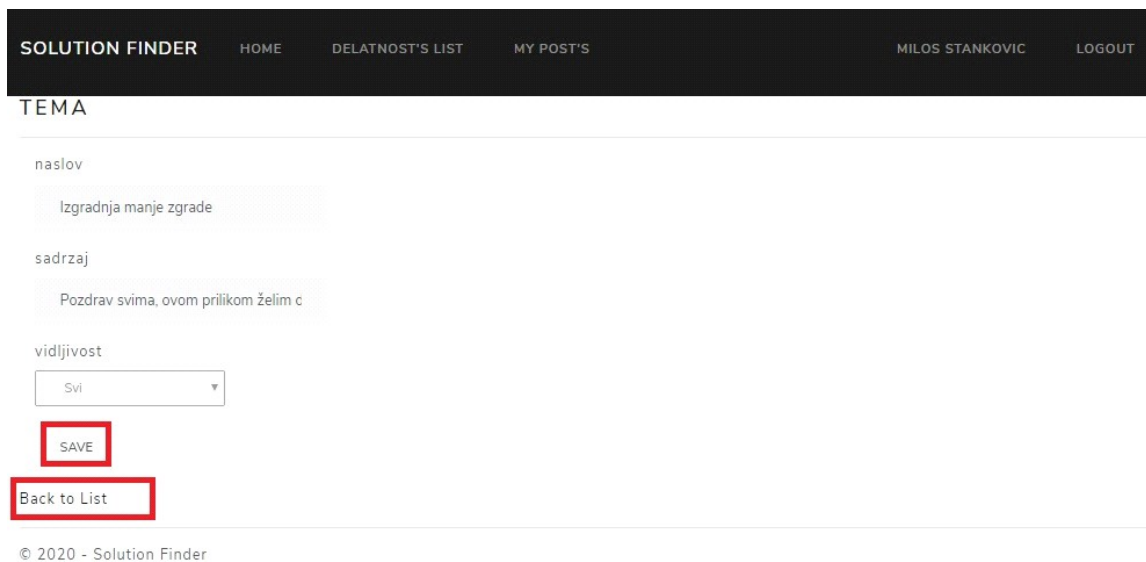 SOLUTION FINDER HOME DELATNOST'S LIST MY POST'S MILOS STANKOVIC LOGOUT
TEMA
naslov
Izgradnja manje zgrade
sadrzaj
Pozdrav svima, ovom prilikom želim
vidljivost
Svi
SAVE
Back to List
© 2020 - Solution Finder